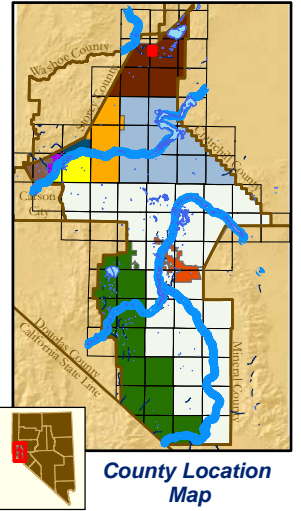 Washoe County
Storey County
Churchill County
Carson
City
Douglas County
California State Line
Mineral County
County Location
Map